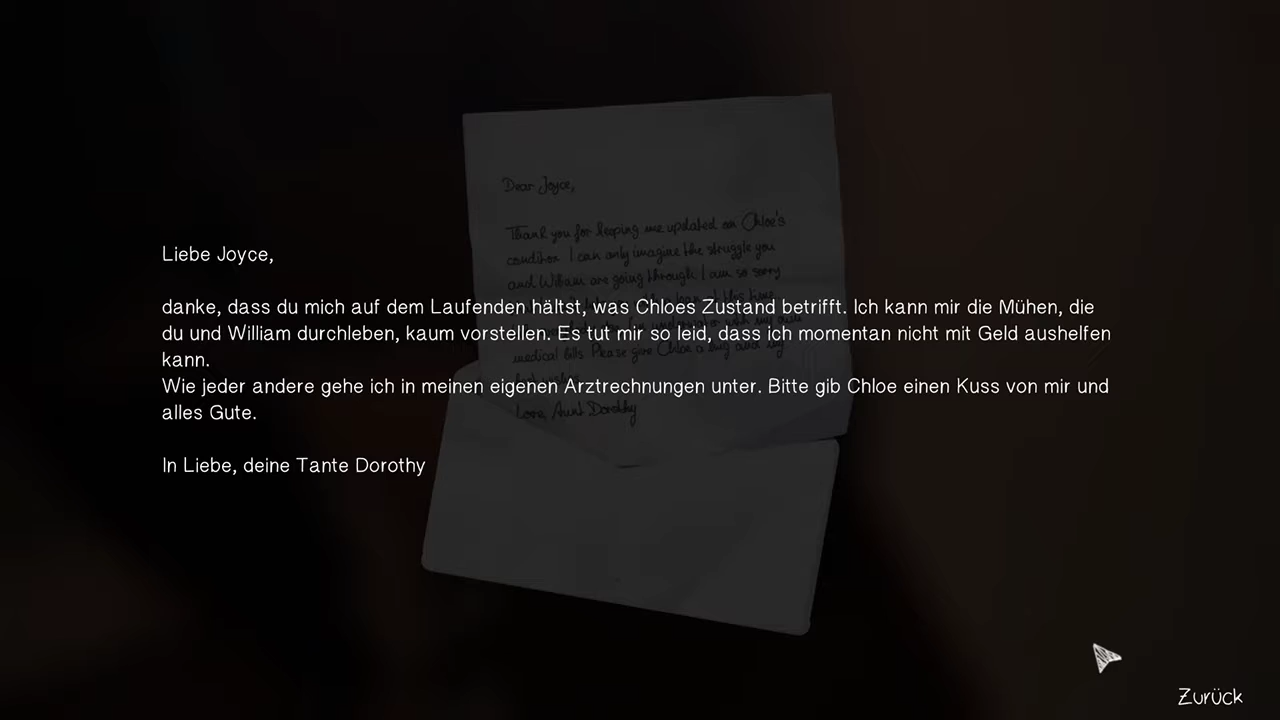 Liebe Joyce,
danke, dass du mich auf dem Laufenden hältst, was Chloes Zustand betrifft. Ich kann mir die Mühen, die
du und William durchleben, kaum vorstellen. Es tut mir so leid, dass ich momentan nicht mit Geld aushelfen
kann.
Wie jeder andere gehe ich in meinen eigenen Arztrechnungen unter. Bitte gib Chloe einen Kuss von mir und
alles Gute.
In Liebe, deine Tante Dorothy
Dear Joyce,
Thank you for keeping me updated on Chloe's
condition. I can only imagine the struggle you
and William are going through. I am so sorry
medical bills. Please give Chloe a hug and my
Love, Aunt Dorothy
Zurück